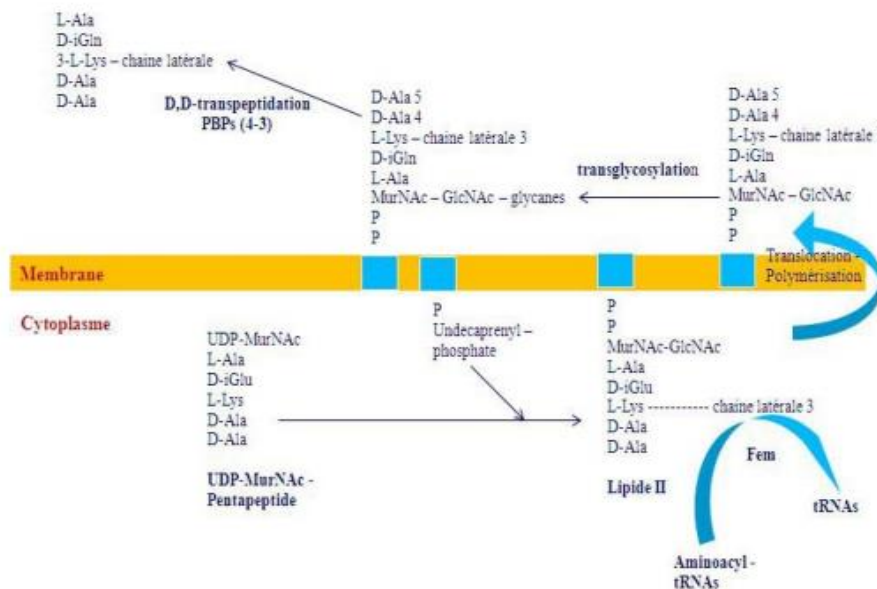 L-Ala
D-iGln
3-L-Lys – chaine latérale
D-Ala
D-Ala
D,D-transpeptidation
PBPs (4-3)
D-Ala 5
D-Ala 4
L-Lys – chaine latérale 3
D-iGln
L-Ala
MurNAc – GlcNAc – glycanes
P
P
transglycosylation
D-Ala 5
D-Ala 4
L-Lys – chaine latérale
D-iGln
L-Ala
MurNAc – GlcNAc
P
P
Translocation -
Polymérisation
Membrane
Cytoplasme
UDP-MurNAc
L-Ala
D-iGlu
L-Lys
D-Ala
D-Ala
UDP-MurNAc -
Pentapeptide
P
Undecaprenyl –
phosphate
P
P
MurNAc-GlcNAc
L-Ala
D-iGlu
L-Lys ----------- chaine latérale 3
D-Ala
D-Ala
Lipide II
Fem
tRNAs
Aminoacyl -
tRNAs